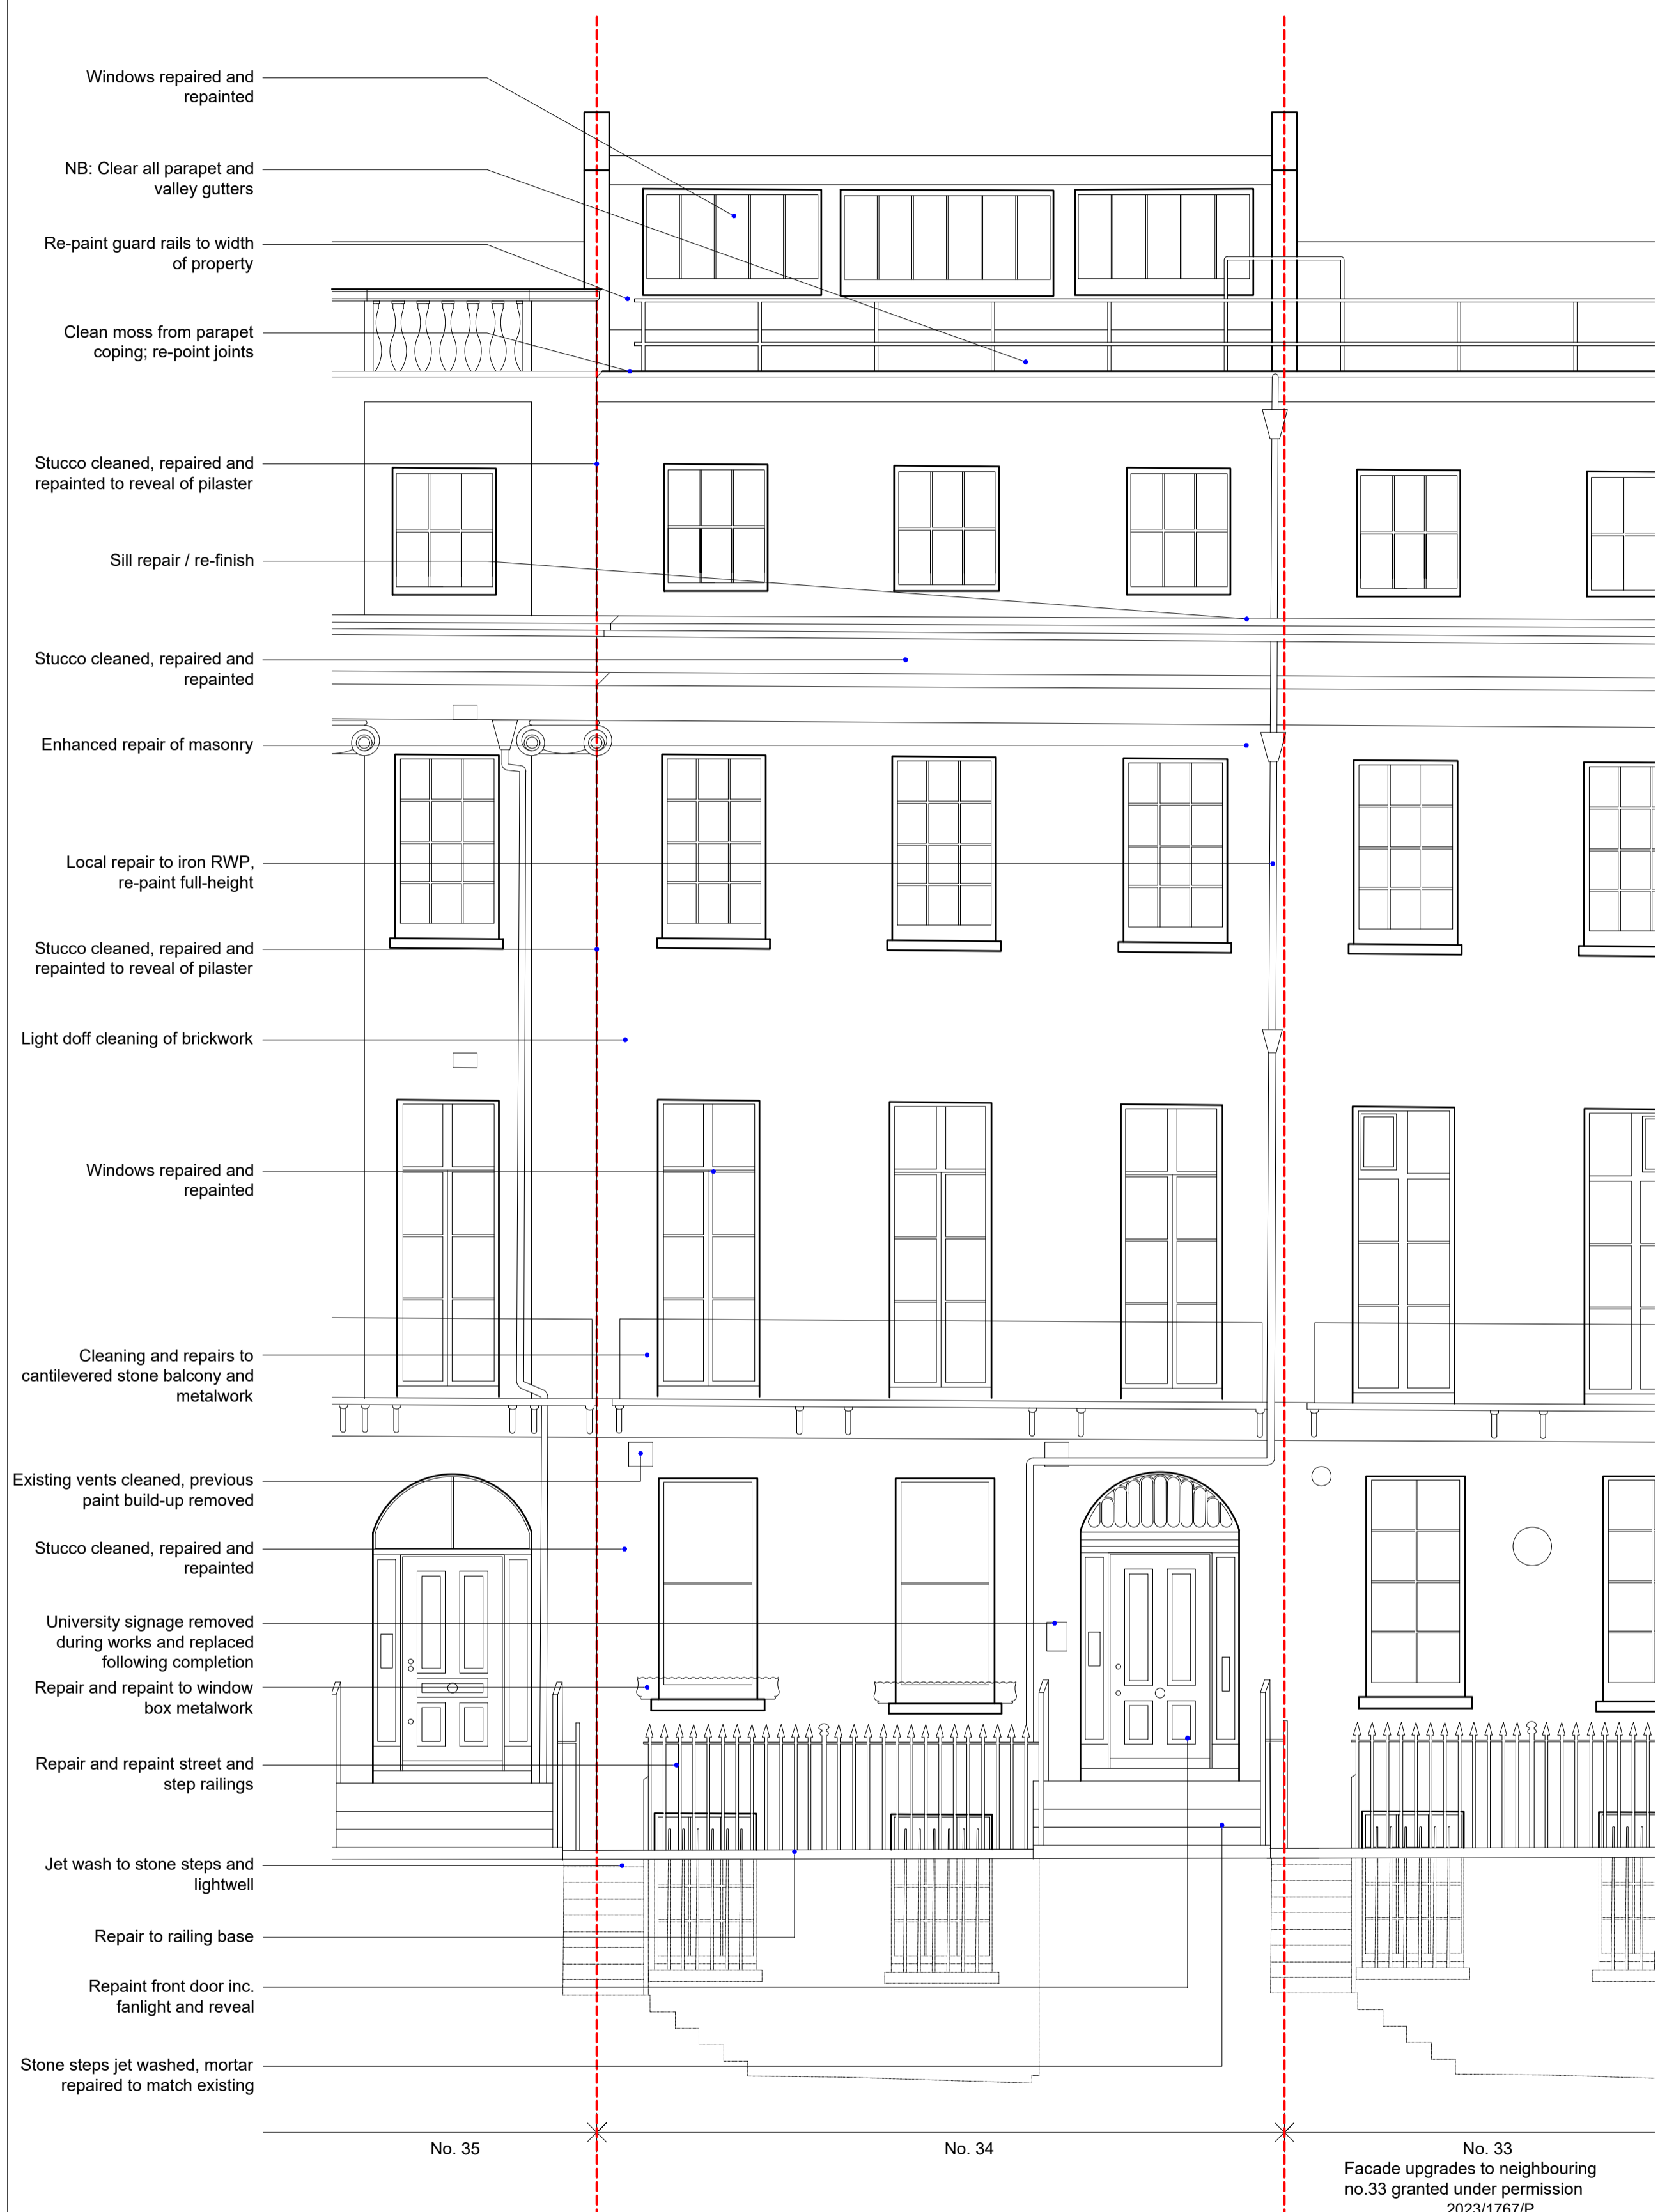 Windows repaired and
repainted
NB: Clear all parapet and
valley gutters
Re-paint guard rails to width
of property
Clean moss from parapet
coping; re-point joints
Stucco cleaned, repaired and
repainted to reveal of pilaster
Sill repair / re-finish
Stucco cleaned, repaired and
repainted
Enhanced repair of masonry
Local repair to iron RWP,
re-paint full-height
Stucco cleaned, repaired and
repainted to reveal of pilaster
Light doff cleaning of brickwork
Windows repaired and
repainted
Cleaning and repairs to
cantilevered stone balcony and
metalwork
Existing vents cleaned, previous
paint build-up removed
Stucco cleaned, repaired and
repainted
University signage removed
during works and replaced
following completion
Repair and repaint to window
box metalwork
Repair and repaint street and
step railings
Jet wash to stone steps and
lightwell
Repair to railing base
Repaint front door inc.
fanlight and reveal
Stone steps jet washed, mortar
repaired to match existing
No. 35
No. 34
No. 33
Facade upgrades to neighbouring
no.33 granted under permission
2023/1767/P